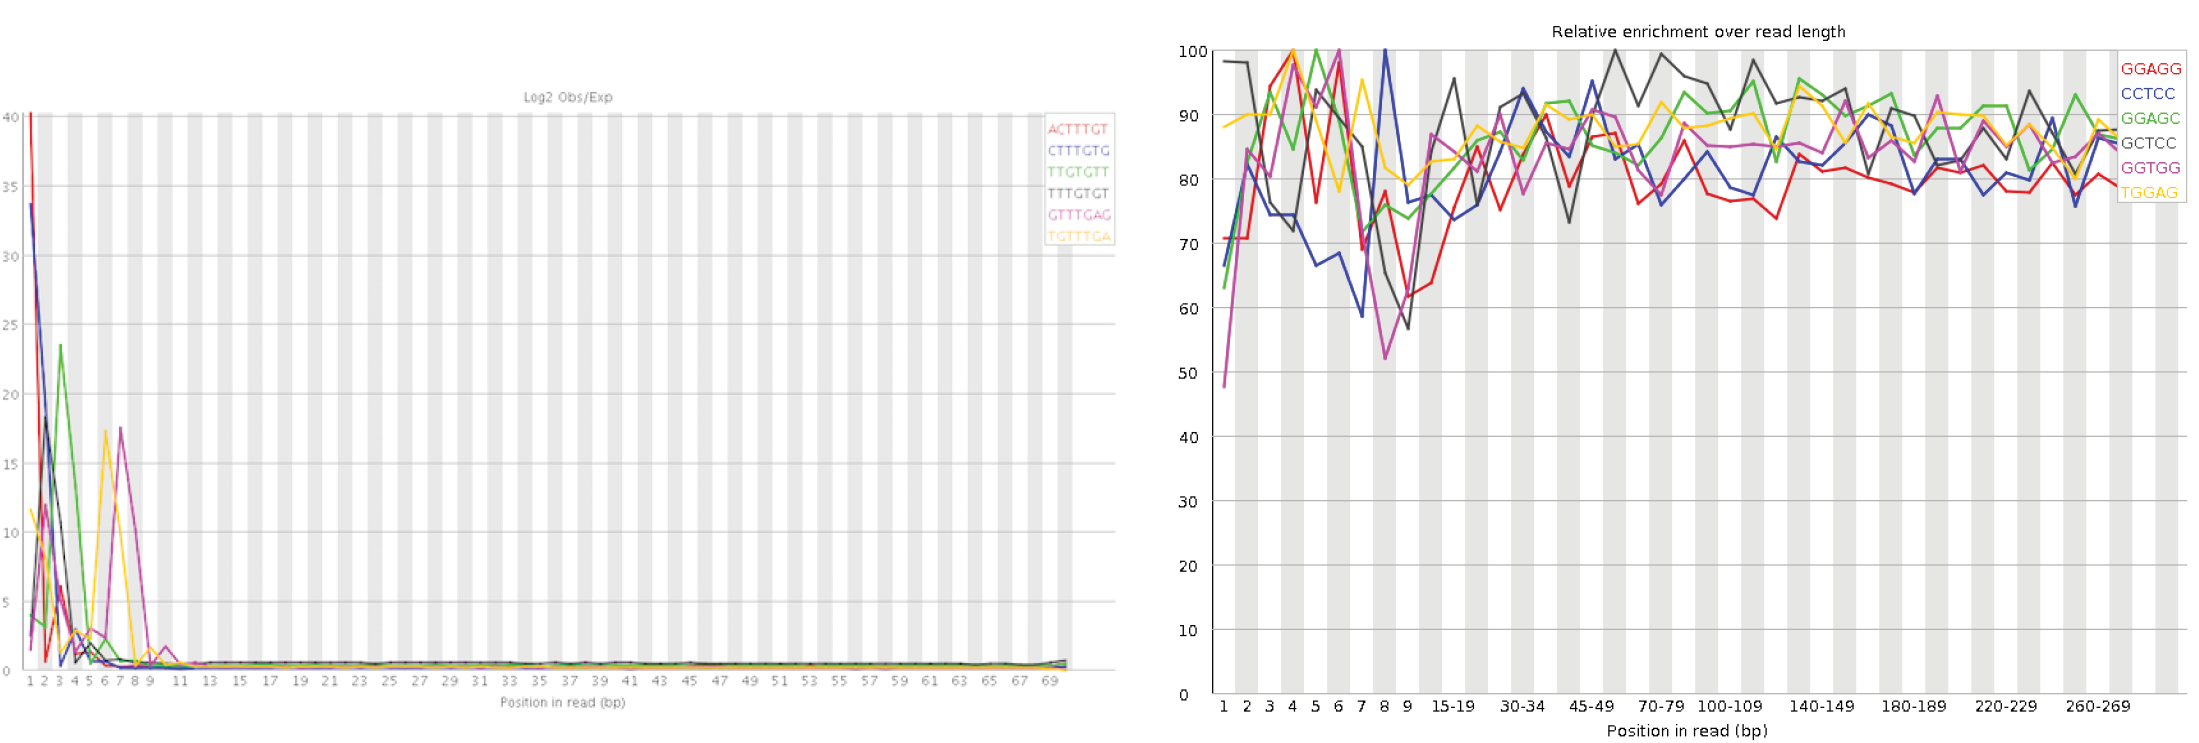 Log2 Obs/Exp
40
35
30
25
20
15
10
5
0
ACTTTGT
CTTTGTG
TTGTGTT
TTTGTGT
GTTTGAG
TGTTTGA
1 2 3 4 5 6 7 8 9 11 13 15 17 19 21 23 25 27 29 31 33 35 37 39 41 43 45 47 49 51 53 55 57 59 61 63 65 67 69
Position in read (bp)
Relative enrichment over read length
100
90
80
70
60
50
40
30
20
10
0
GGAGG
CCTCC
GGAGC
GCTCC
GGTGG
TGGAG
1 2 3 4 5 6 7 8 9 15-19 30-34 45-49 70-79 100-109 140-149 180-189 220-229 260-269
Position in read (bp)